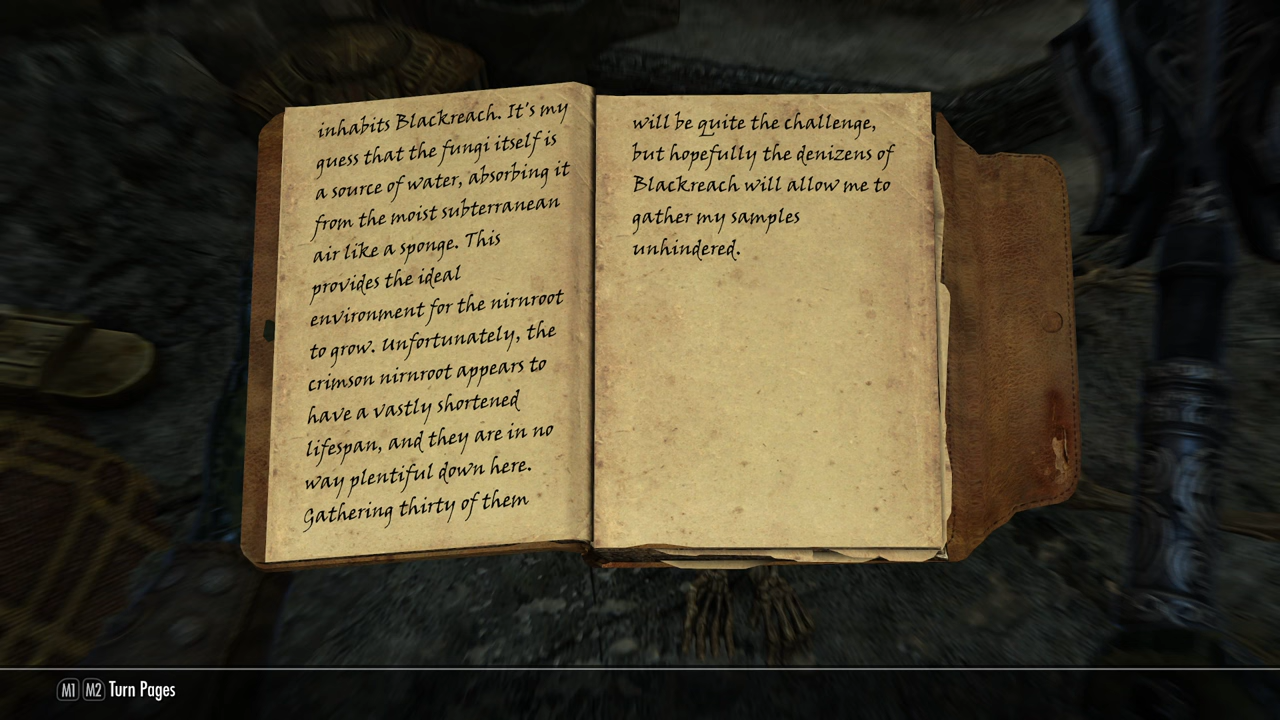 inhabits Blackreach. It's my
guess that the fungi itself is
a source of water, absorbing it
from the moist subterranean
air like a sponge. This
provides the ideal
environment for the nirnroot
to grow. Unfortunately, the
crimson nirnroot appears to
have a vastly shortened
lifespan, and they are in no
way plentiful down here.
Gathering thirty of them
will be quite the challenge,
but hopefully the denizens of
Blackreach will allow me to
gather my samples
unhindered.
M1 M2 Turn Pages